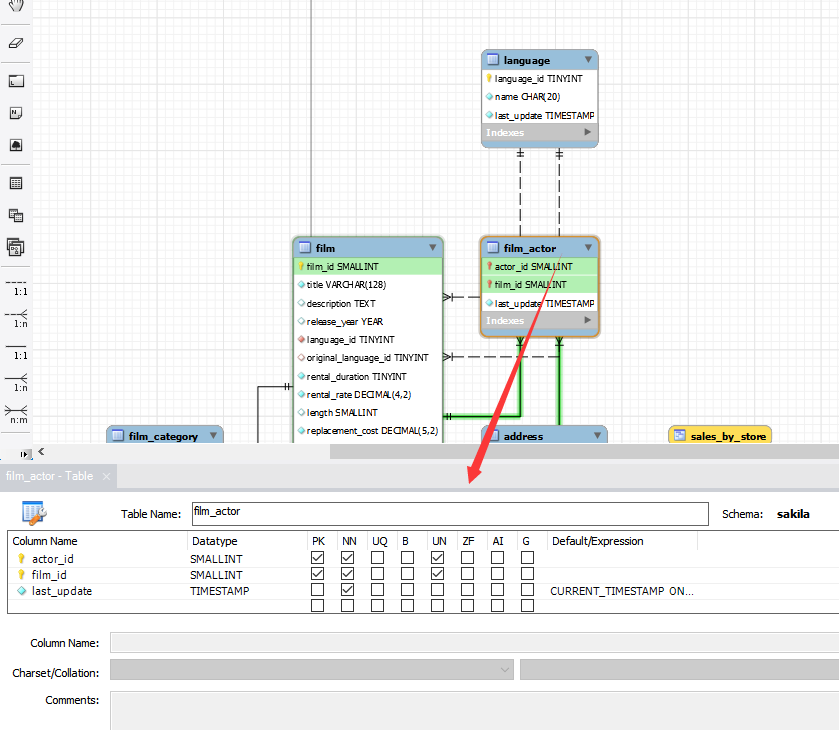 language
language_id TINYINT
name CHAR(20)
last_update TIMESTAMP
Indexes
film
film_id SMALLINT
title VARCHAR(128)
description TEXT
release_year YEAR
language_id TINYINT
original_language_id TINYINT
rental_duration TINYINT
rental_rate DECIMAL(4,2)
length SMALLINT
replacement_cost DECIMAL(5,2)
film_actor
actor_id SMALLINT
film_id SMALLINT
last_update TIMESTAMP
Indexes
1:1
1:n
1:1
1:n
n:m
film_category
address
sales_by_store
film_actor - Table
Table Name: film_actor Schema: sakila
Column Name Datatype PK NN UQ B UN ZF AI G Default/Expression
actor_id SMALLINT
film_id SMALLINT
last_update TIMESTAMP CURRENT_TIMESTAMP ON...
Column Name:
Charset/Collation:
Comments: